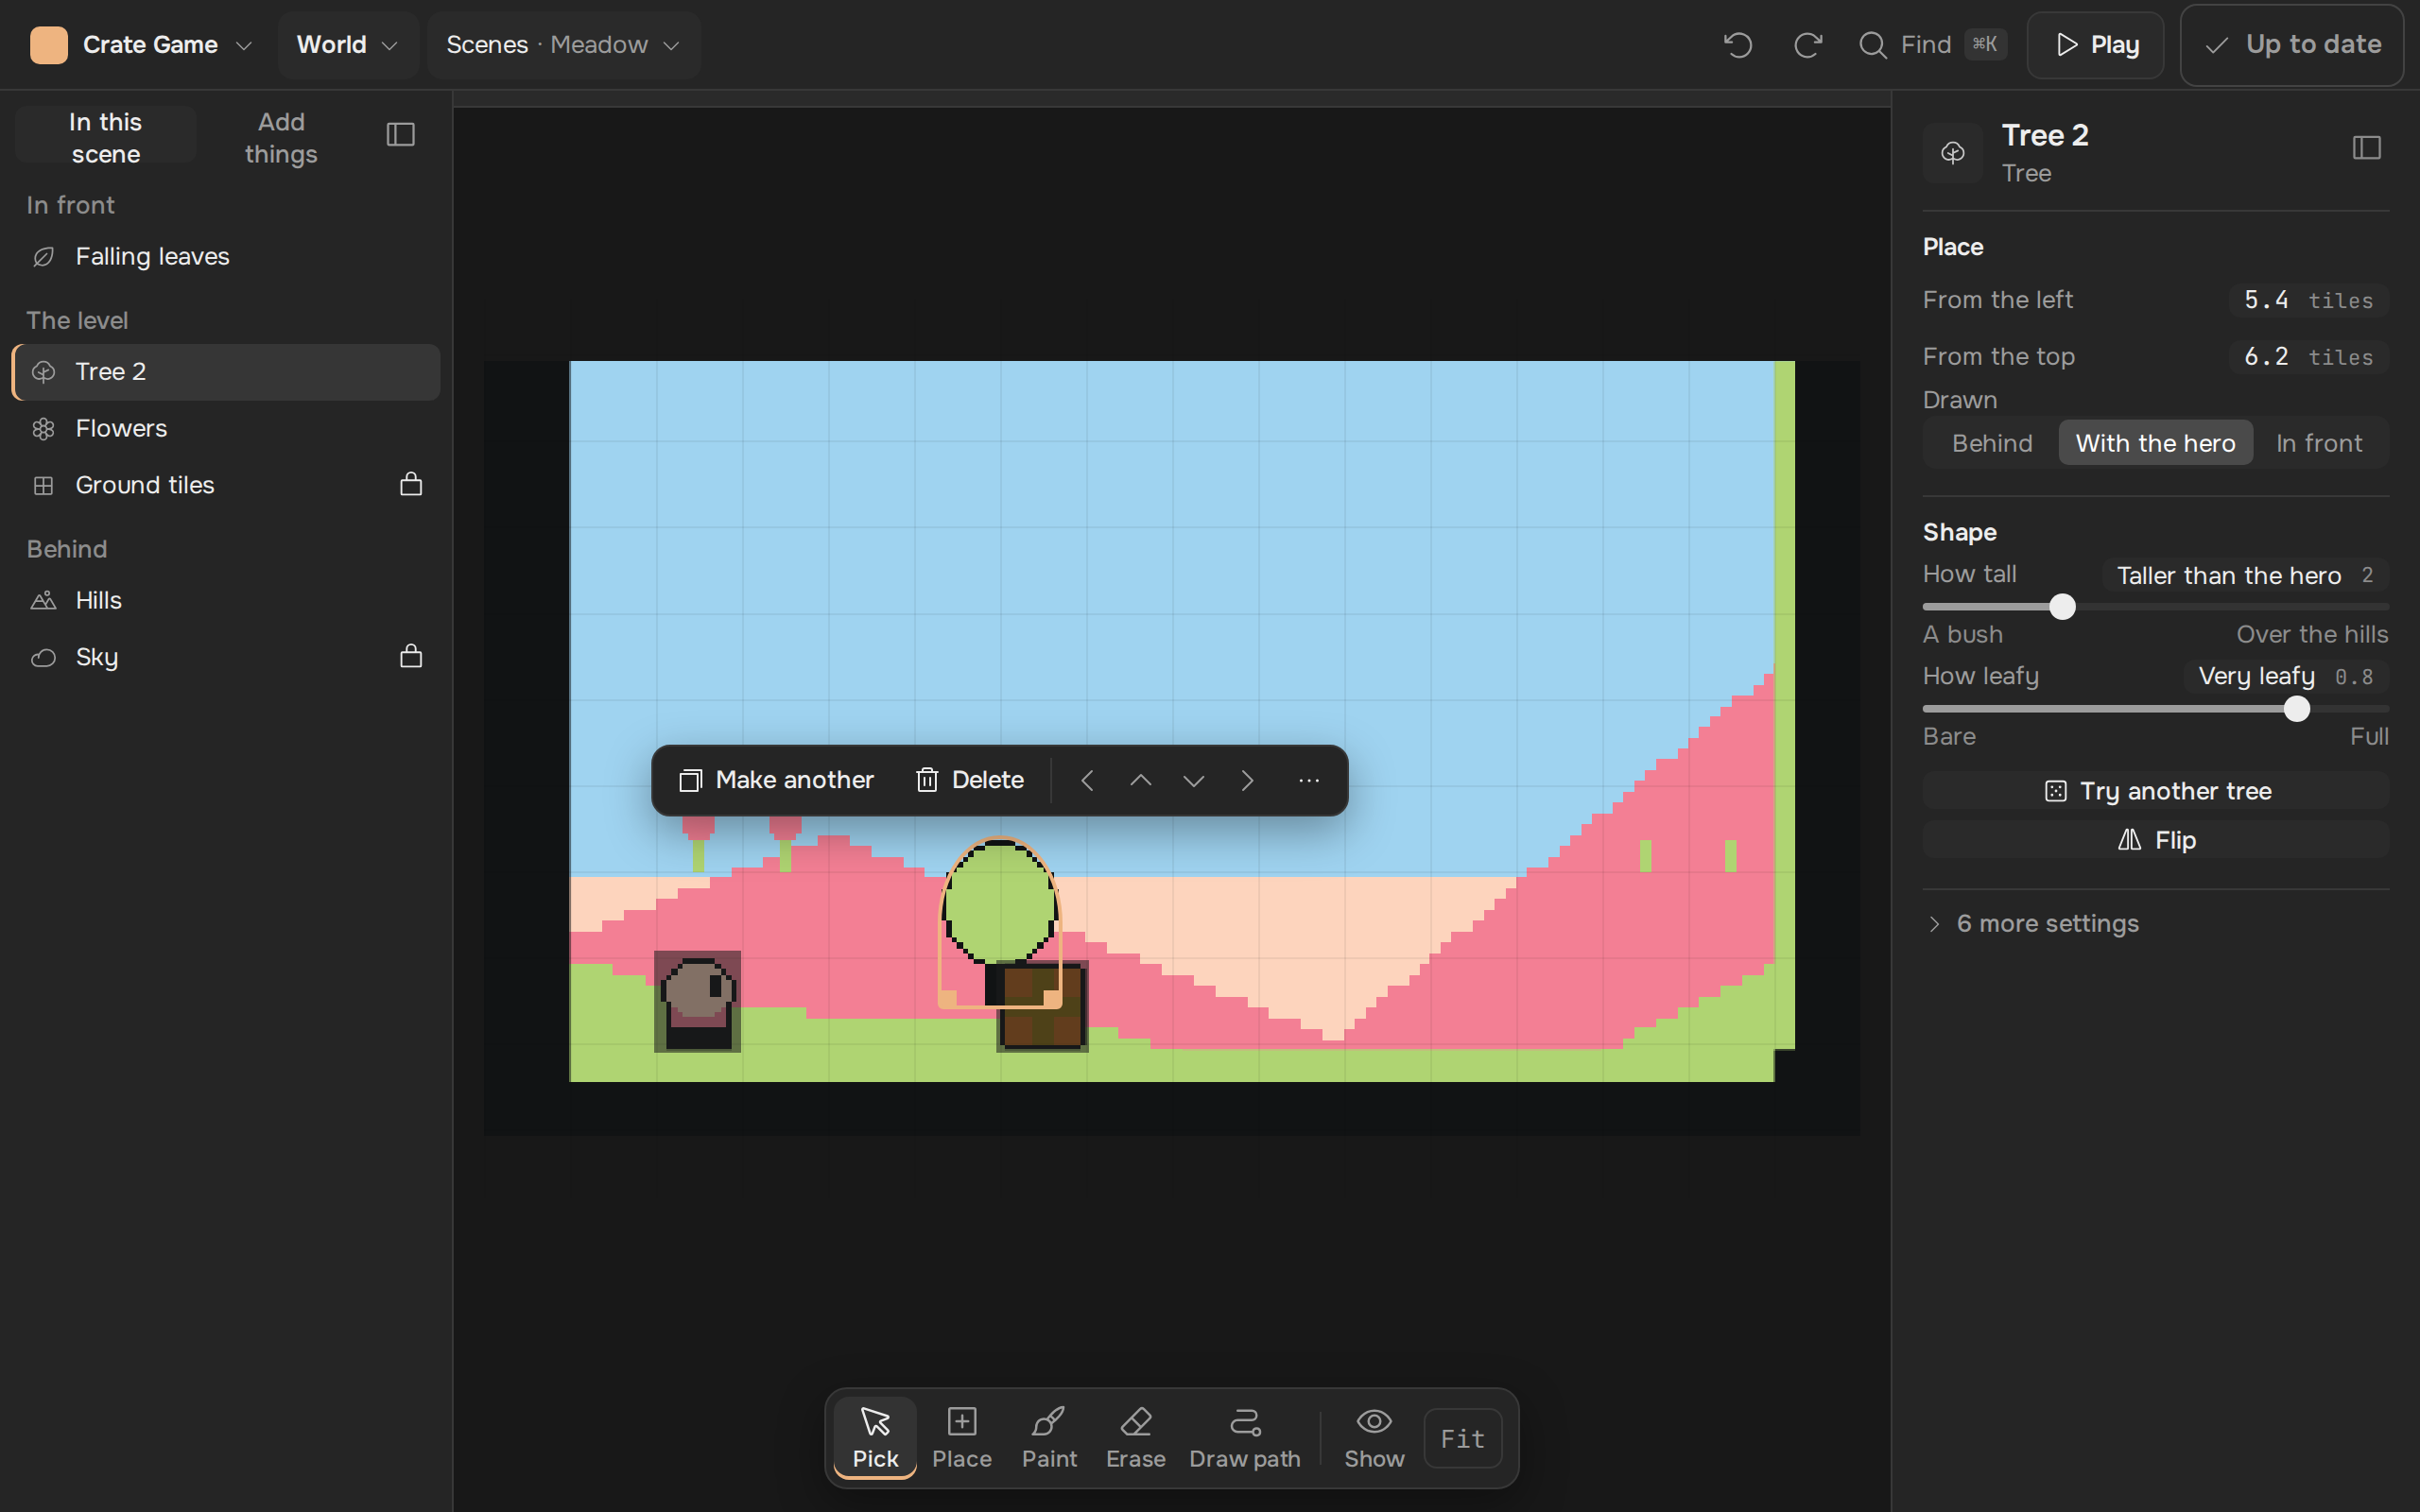 Crate Game
World
Scenes · Meadow
Find ⌘K
Play
Up to date
In this
scene
Add
things
In front
Falling leaves
The level
Tree 2
Flowers
Ground tiles
Behind
Hills
Sky
Make another
Delete
Pick
Place
Paint
Erase
Draw path
Show
Fit
Tree 2
Tree
Place
From the left 5.4 tiles
From the top 6.2 tiles
Drawn
Behind With the hero In front
Shape
How tall Taller than the hero 2
A bush Over the hills
How leafy Very leafy 0.8
Bare Full
Try another tree
Flip
6 more settings